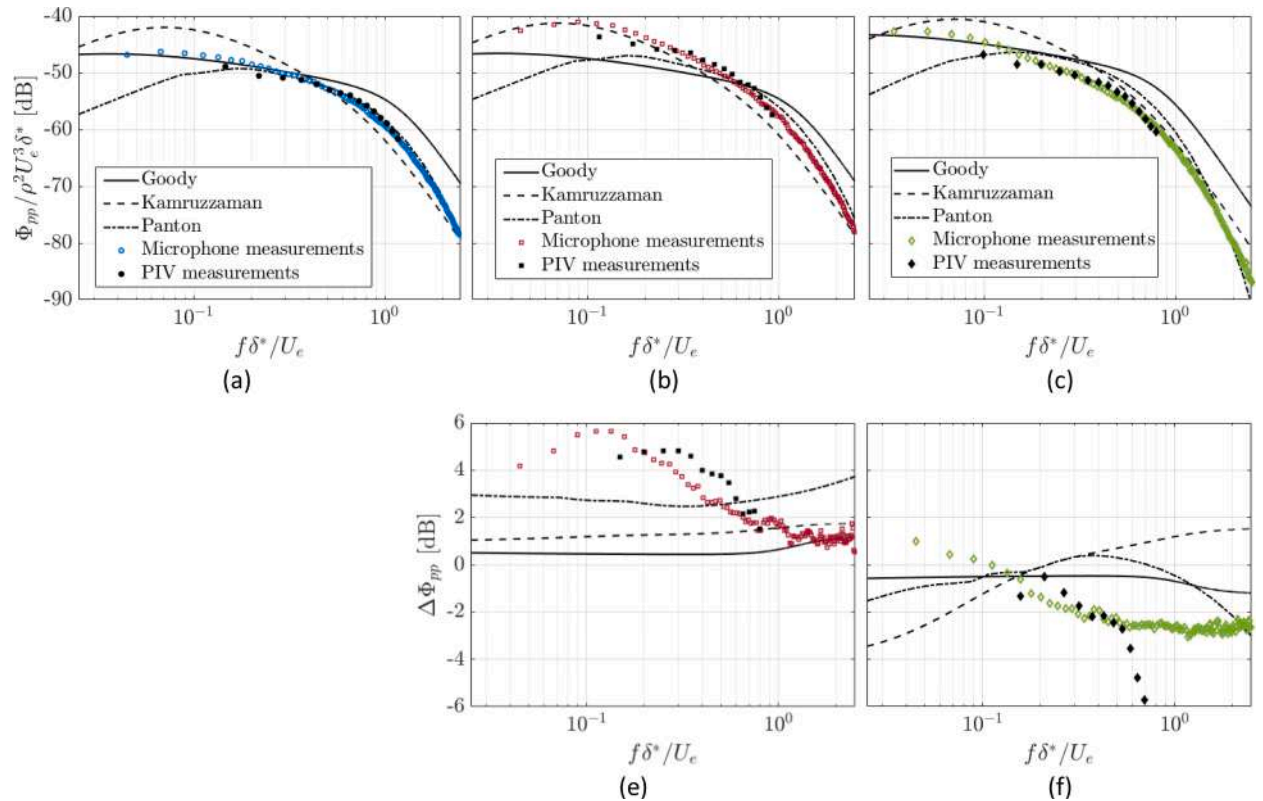 -40
-50
-60
-70
-80
-90
Φpp/ρ²Ue³δ* [dB]
Goody
Kamruzzaman
Panton
Microphone measurements
PIV measurements
10⁻¹ 10⁰
fδ*/Ue
(a)
Goody
Kamruzzaman
Panton
Microphone measurements
PIV measurements
10⁻¹ 10⁰
fδ*/Ue
(b)
Goody
Kamruzzaman
Panton
Microphone measurements
PIV measurements
10⁻¹ 10⁰
fδ*/Ue
(c)
6
4
2
0
-2
-4
-6
ΔΦpp [dB]
10⁻¹ 10⁰
fδ*/Ue
(e)
10⁻¹ 10⁰
fδ*/Ue
(f)